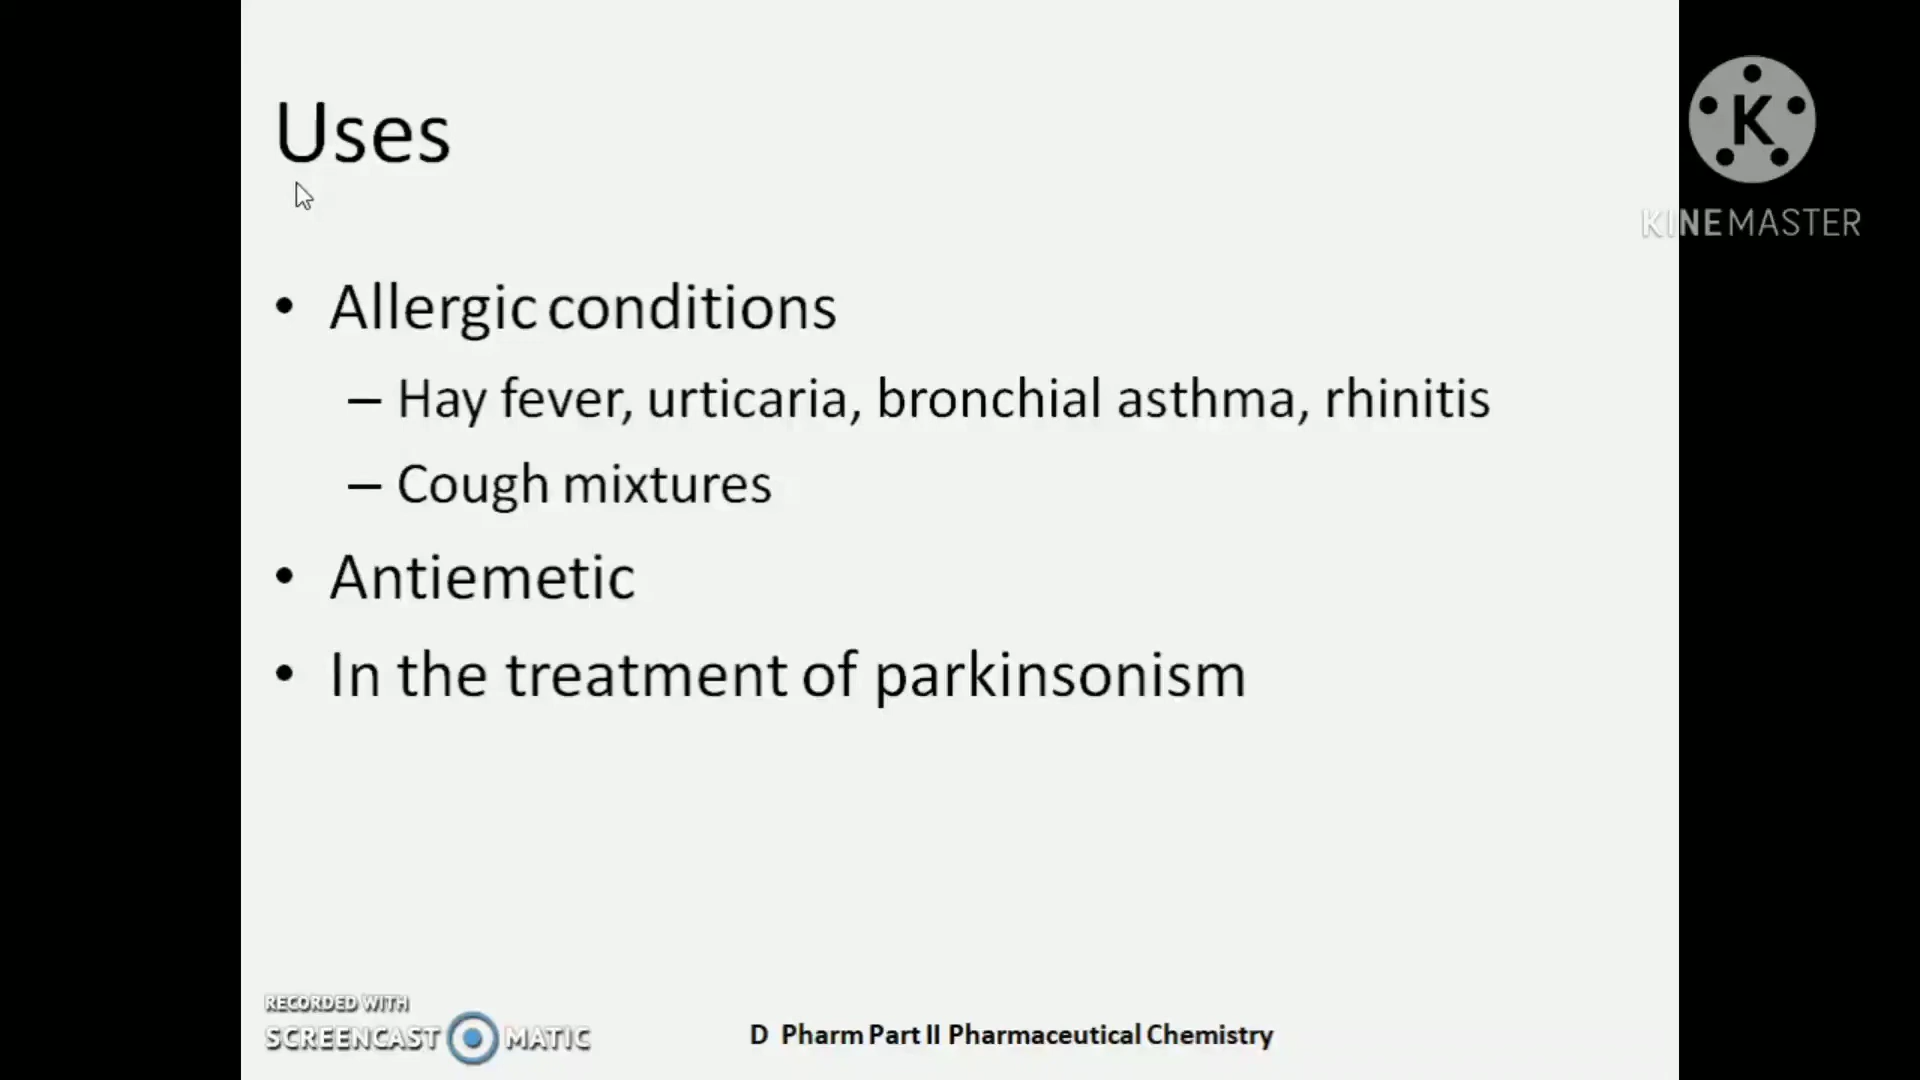 Uses
K
KINEMASTER
• Allergic conditions
– Hay fever, urticaria, bronchial asthma, rhinitis
– Cough mixtures
• Antiemetic
• In the treatment of parkinsonism
RECORDED WITH
SCREENCAST MATIC
D Pharm Part II Pharmaceutical Chemistry